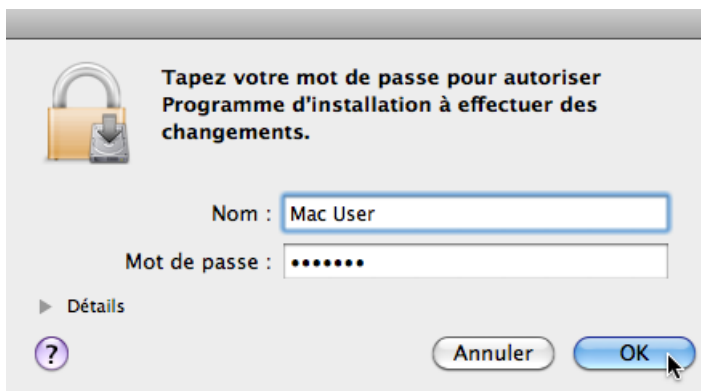 Tapez votre mot de passe pour autoriser
Programme d'installation à effectuer des
changements.
Nom : Mac User
Mot de passe : •••••••
Détails
?
Annuler
OK